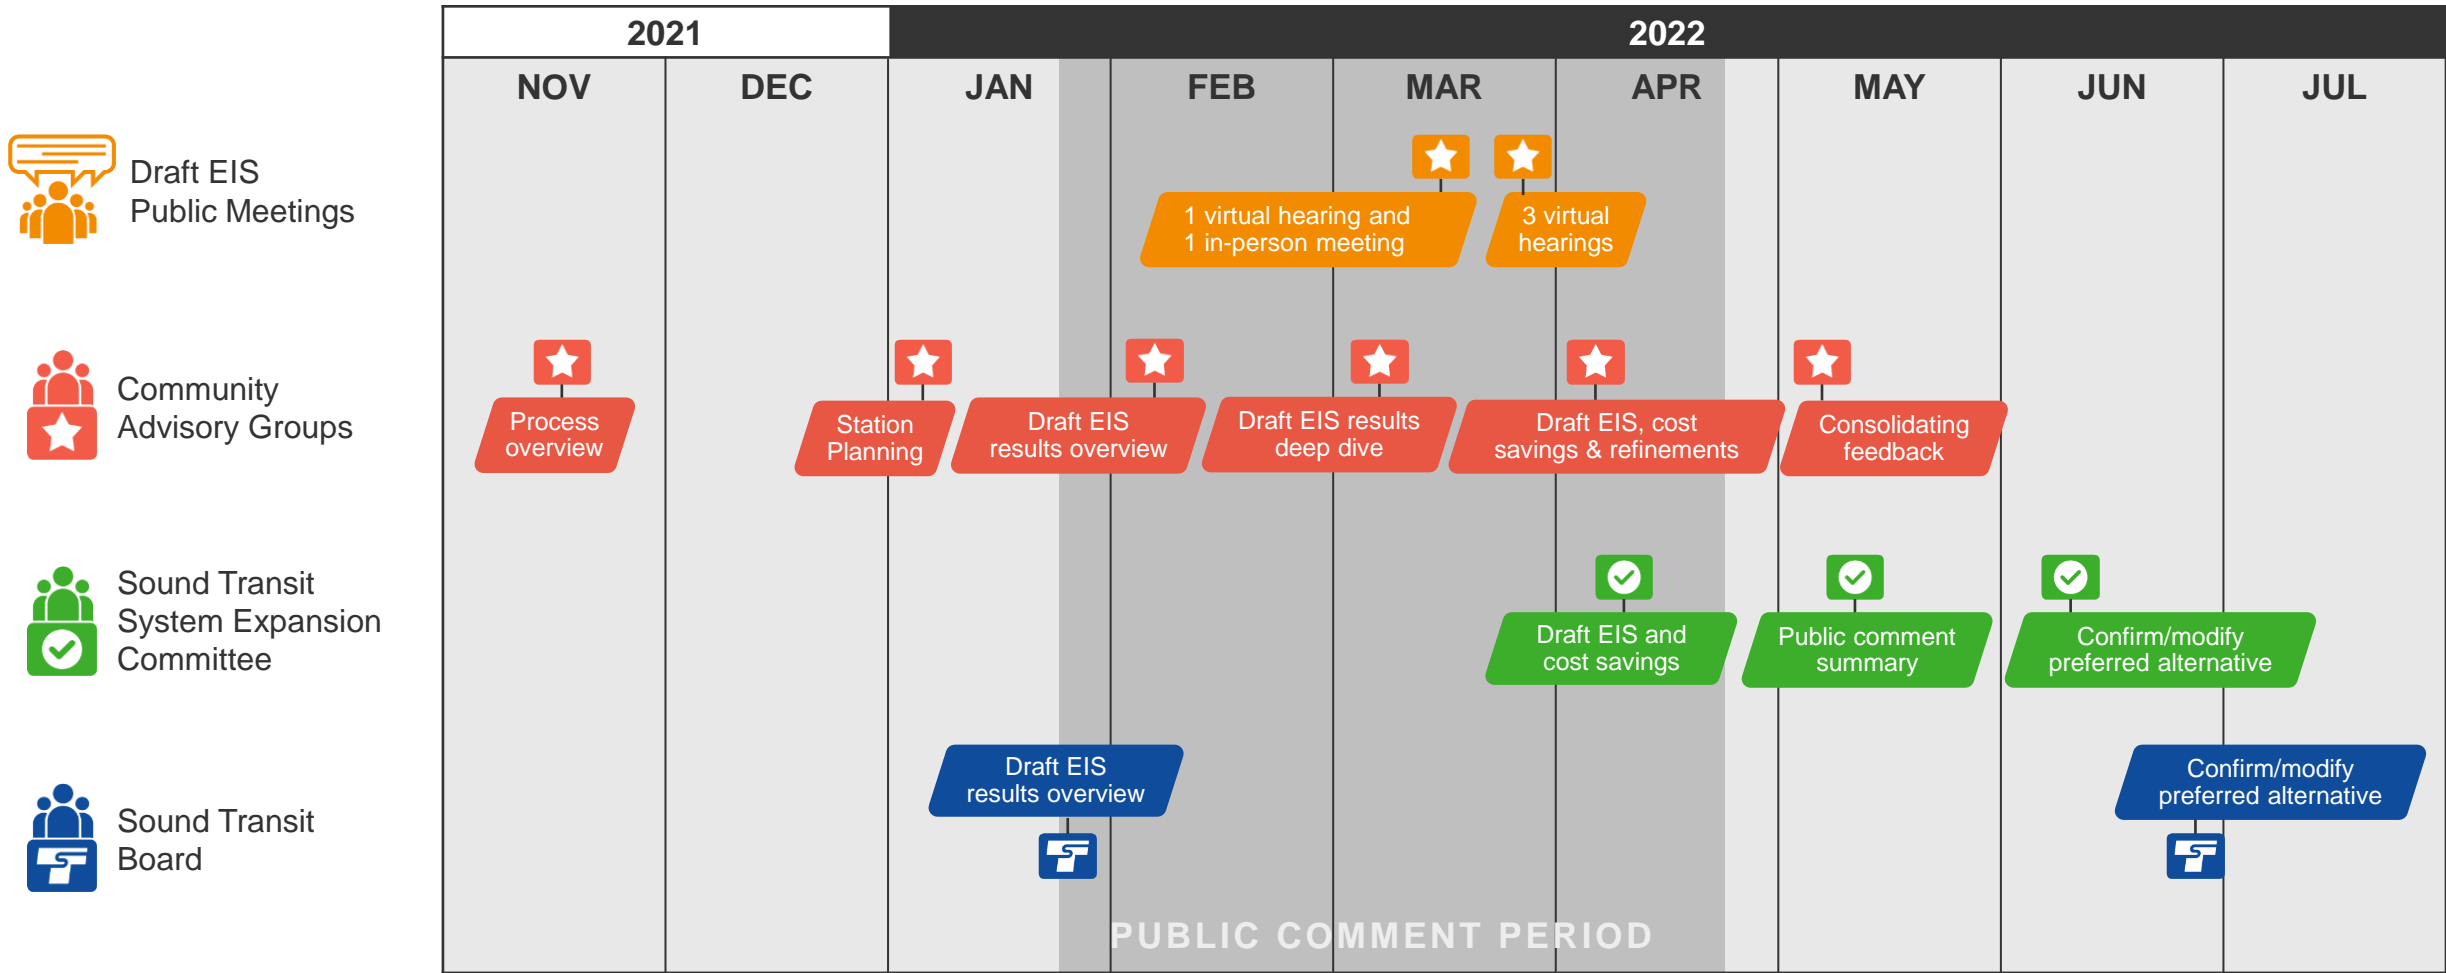 2021
2022
NOV
DEC
JAN
FEB
MAR
APR
MAY
JUN
JUL
Draft EIS
Public Meetings
1 virtual hearing and
1 in-person meeting
3 virtual
hearings
Community
Advisory Groups
Process
overview
Station
Planning
Draft EIS
results overview
Draft EIS results
deep dive
Draft EIS, cost
savings & refinements
Consolidating
feedback
Sound Transit
System Expansion
Committee
Draft EIS and
cost savings
Public comment
summary
Confirm/modify
preferred alternative
Sound Transit
Board
Draft EIS
results overview
Confirm/modify
preferred alternative
PUBLIC COMMENT PERIOD